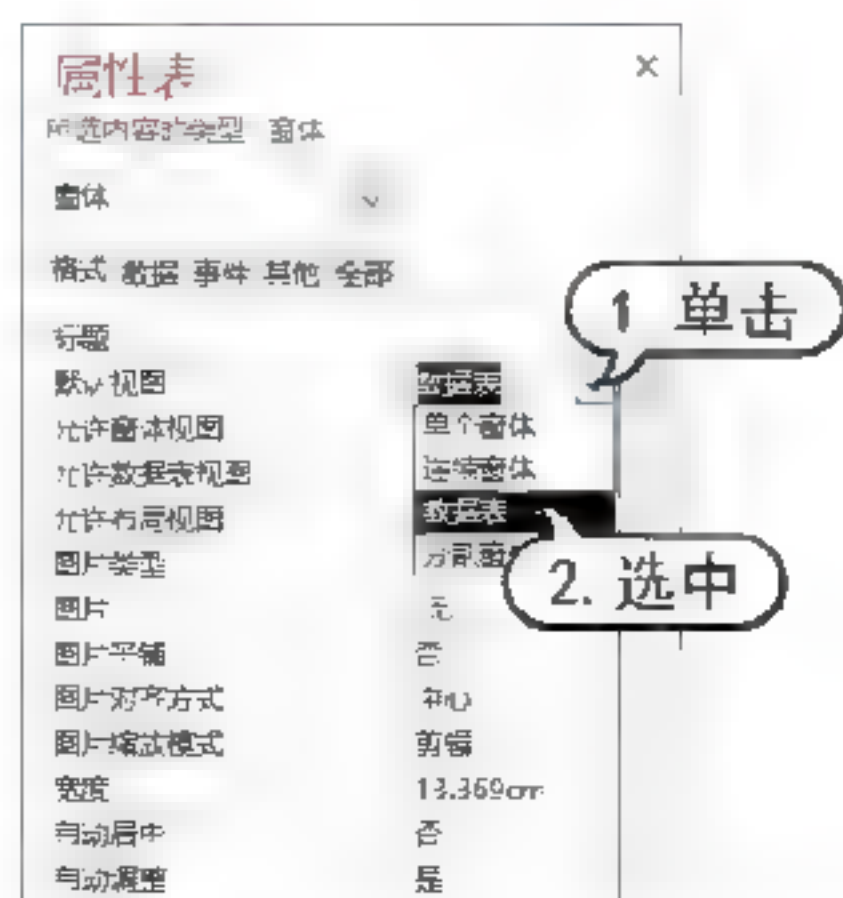 属性表
所选内容的类型 窗体
窗体
格式 数据 事件 其他 全部
1 单击
标题
默认视图 数据表
允许窗体视图 单个窗体
允许数据表视图 连续窗体
允许布局视图 数据表
图片类型 分割窗
2. 选中
图片 无
图片平铺 否
图片对齐方式 中心
图片缩放模式 剪辑
宽度 13.369cm
自动居中 否
自动调整 是